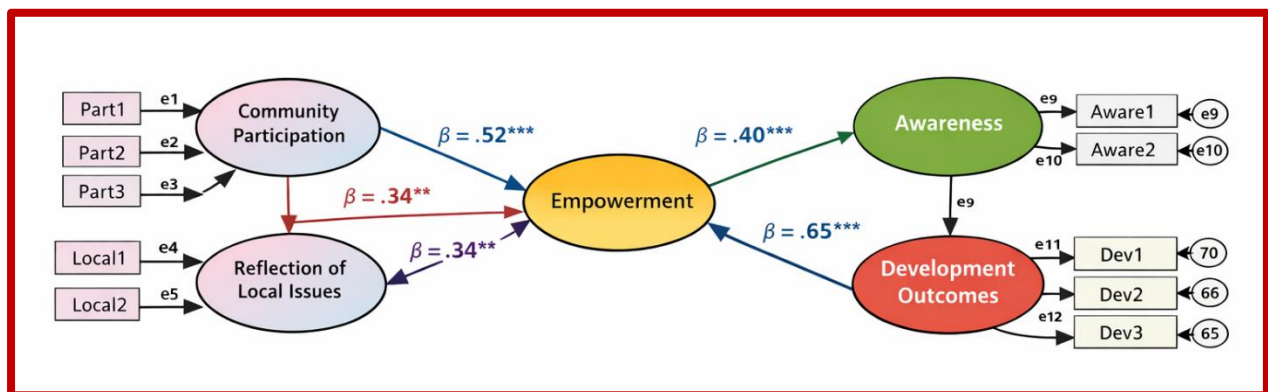 Part1
e1
Part2
e2
Part3
e3
Community
Participation
Local1
e4
Local2
e5
Reflection of
Local Issues
β = .52***
β = .34**
β = .34**
Empowerment
β = .40***
β = .65***
Awareness
e9
Aware1
e9
e10
Aware2
e10
e9
Development
Outcomes
e11
Dev1
70
Dev2
66
e12
Dev3
65